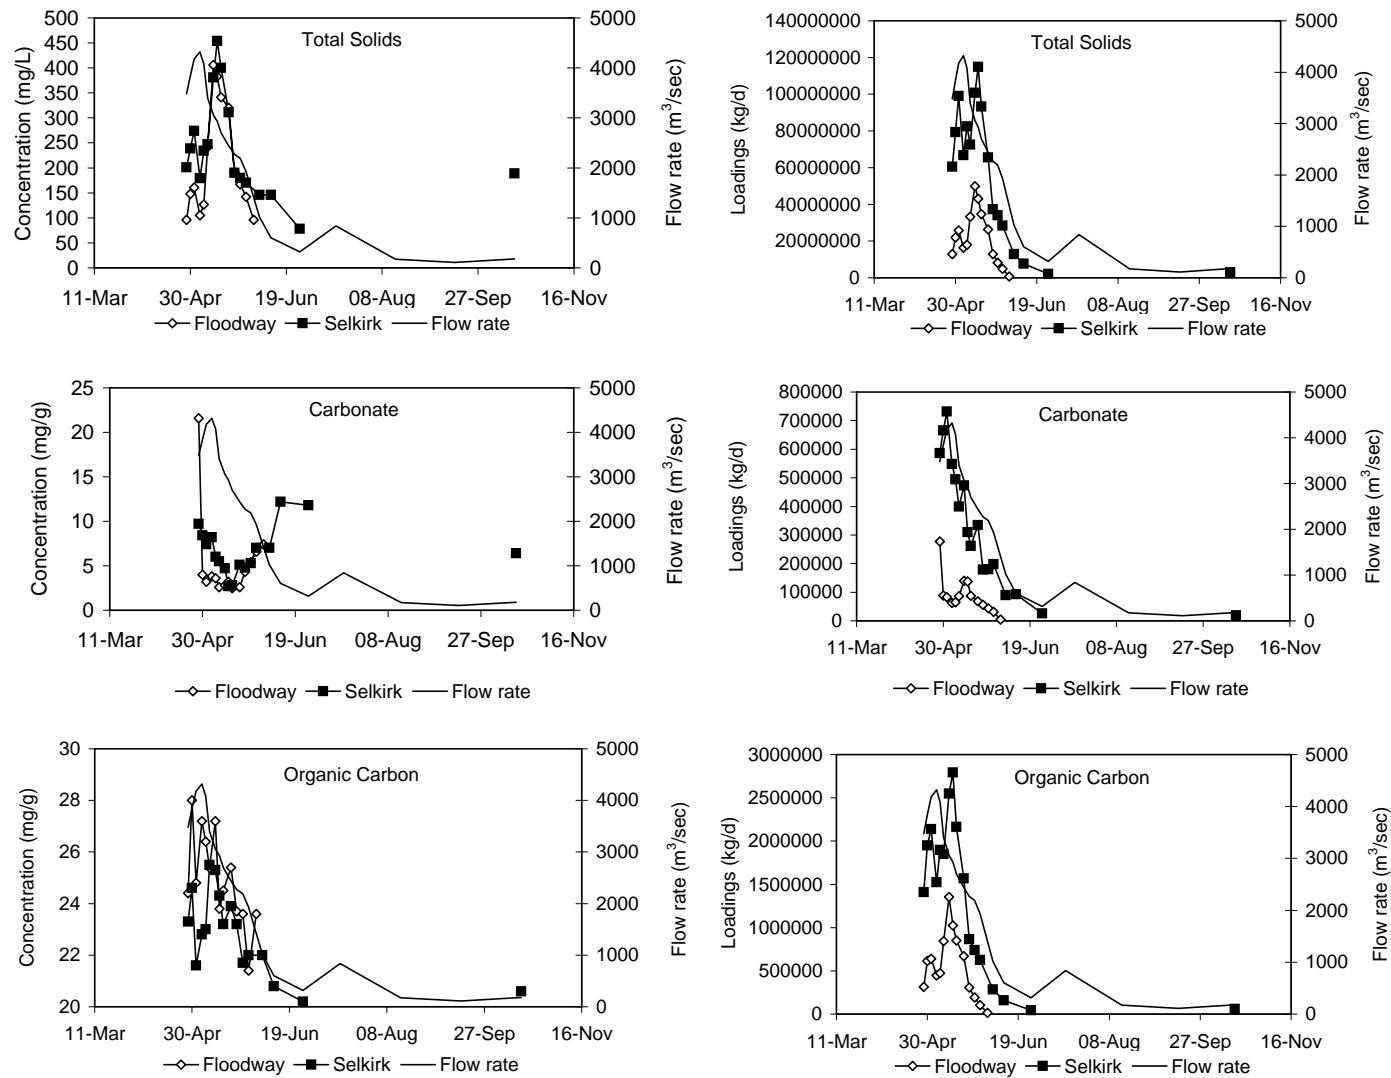 Total Solids
Concentration (mg/L)
500
450
400
350
300
250
200
150
100
50
0
5000
4000
3000
2000
1000
0
Flow rate (m³/sec)
11-Mar 30-Apr 19-Jun 08-Aug 27-Sep 16-Nov
Floodway Selkirk Flow rate
Total Solids
Loadings (kg/d)
140000000
120000000
100000000
80000000
60000000
40000000
20000000
0
5000
4000
3000
2000
1000
0
Flow rate (m³/sec)
11-Mar 30-Apr 19-Jun 08-Aug 27-Sep 16-Nov
Floodway Selkirk Flow rate
Carbonate
Concentration (mg/g)
25
20
15
10
5
0
5000
4000
3000
2000
1000
0
Flow rate (m³/sec)
11-Mar 30-Apr 19-Jun 08-Aug 27-Sep 16-Nov
Floodway Selkirk Flow rate
Carbonate
Loadings (kg/d)
800000
700000
600000
500000
400000
300000
200000
100000
0
5000
4000
3000
2000
1000
0
Flow rate (m³/sec)
11-Mar 30-Apr 19-Jun 08-Aug 27-Sep 16-Nov
Floodway Selkirk Flow rate
Organic Carbon
Concentration (mg/g)
30
28
26
24
22
20
5000
4000
3000
2000
1000
0
Flow rate (m³/sec)
11-Mar 30-Apr 19-Jun 08-Aug 27-Sep 16-Nov
Floodway Selkirk Flow rate
Organic Carbon
Loadings (kg/d)
3000000
2500000
2000000
1500000
1000000
500000
0
5000
4000
3000
2000
1000
0
Flow rate (m³/sec)
11-Mar 30-Apr 19-Jun 08-Aug 27-Sep 16-Nov
Floodway Selkirk Flow rate